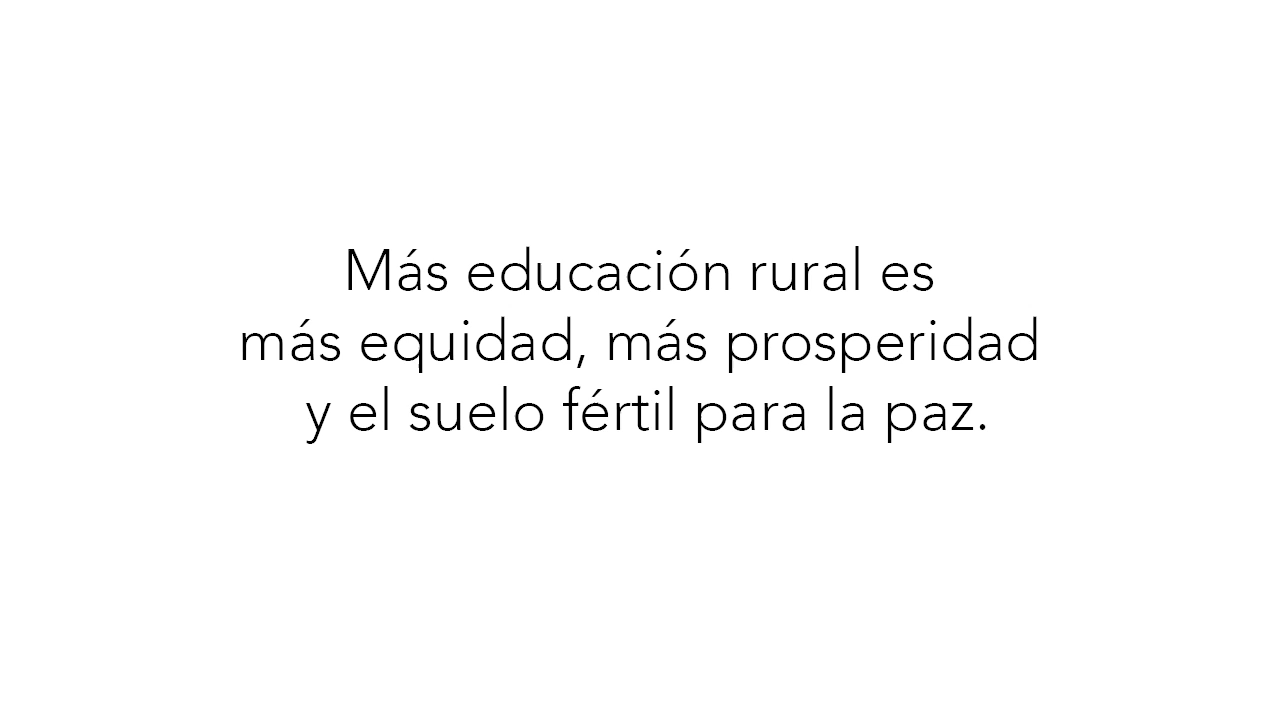 Más educación rural es
más equidad, más prosperidad
y el suelo fértil para la paz.